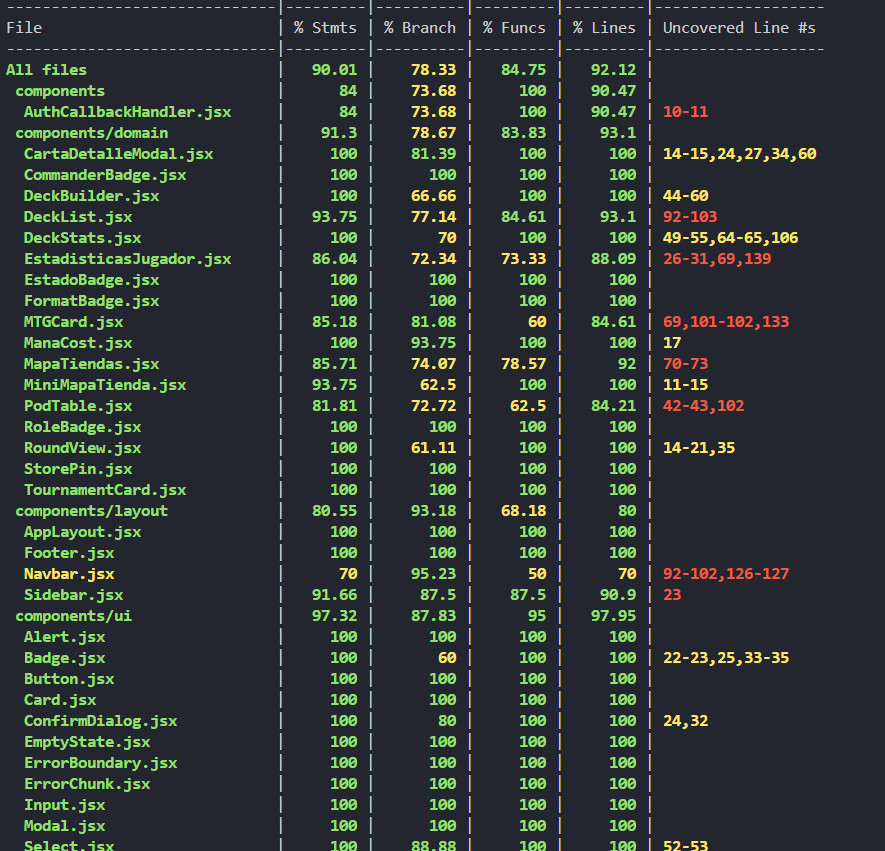 ----------------------------|---------|----------|---------|---------|-------------------
File                        | % Stmts | % Branch | % Funcs | % Lines | Uncovered Line #s
----------------------------|---------|----------|---------|---------|-------------------
All files                   |   90.01 |    78.33 |   84.75 |   92.12 |
 components                 |      84 |    73.68 |     100 |   90.47 |
  AuthCallbackHandler.jsx   |      84 |    73.68 |     100 |   90.47 | 10-11
 components/domain          |    91.3 |    78.67 |   83.83 |    93.1 |
  CartaDetalleModal.jsx     |     100 |    81.39 |     100 |     100 | 14-15,24,27,34,60
  CommanderBadge.jsx        |     100 |      100 |     100 |     100 |
  DeckBuilder.jsx           |     100 |    66.66 |     100 |     100 | 44-60
  DeckList.jsx              |   93.75 |    77.14 |   84.61 |    93.1 | 92-103
  DeckStats.jsx             |     100 |       70 |     100 |     100 | 49-55,64-65,106
  EstadisticasJugador.jsx   |   86.04 |    72.34 |   73.33 |   88.09 | 26-31,69,139
  EstadoBadge.jsx           |     100 |      100 |     100 |     100 |
  FormatBadge.jsx           |     100 |      100 |     100 |     100 |
  MTGCard.jsx               |   85.18 |    81.08 |      60 |   84.61 | 69,101-102,133
  ManaCost.jsx              |     100 |    93.75 |     100 |     100 | 17
  MapaTiendas.jsx           |   85.71 |    74.07 |   78.57 |      92 | 70-73
  MiniMapaTienda.jsx        |   93.75 |     62.5 |     100 |     100 | 11-15
  PodTable.jsx              |   81.81 |    72.72 |    62.5 |   84.21 | 42-43,102
  RoleBadge.jsx             |     100 |      100 |     100 |     100 |
  RoundView.jsx             |     100 |    61.11 |     100 |     100 | 14-21,35
  StorePin.jsx              |     100 |      100 |     100 |     100 |
  TournamentCard.jsx        |     100 |      100 |     100 |     100 |
 components/layout          |   80.55 |    93.18 |   68.18 |      80 |
  AppLayout.jsx             |     100 |      100 |     100 |     100 |
  Footer.jsx                |     100 |      100 |     100 |     100 |
  Navbar.jsx                |      70 |    95.23 |      50 |      70 | 92-102,126-127
  Sidebar.jsx               |   91.66 |     87.5 |    87.5 |    90.9 | 23
 components/ui              |   97.32 |    87.83 |      95 |   97.95 |
  Alert.jsx                 |     100 |      100 |     100 |     100 |
  Badge.jsx                 |     100 |       60 |     100 |     100 | 22-23,25,33-35
  Button.jsx                |     100 |      100 |     100 |     100 |
  Card.jsx                  |     100 |      100 |     100 |     100 |
  ConfirmDialog.jsx         |     100 |       80 |     100 |     100 | 24,32
  EmptyState.jsx            |     100 |      100 |     100 |     100 |
  ErrorBoundary.jsx         |     100 |      100 |     100 |     100 |
  ErrorChunk.jsx            |     100 |      100 |     100 |     100 |
  Input.jsx                 |     100 |      100 |     100 |     100 |
  Modal.jsx                 |     100 |      100 |     100 |     100 |
  Select.jsx                |     100 |    88.88 |     100 |     100 | 52-53